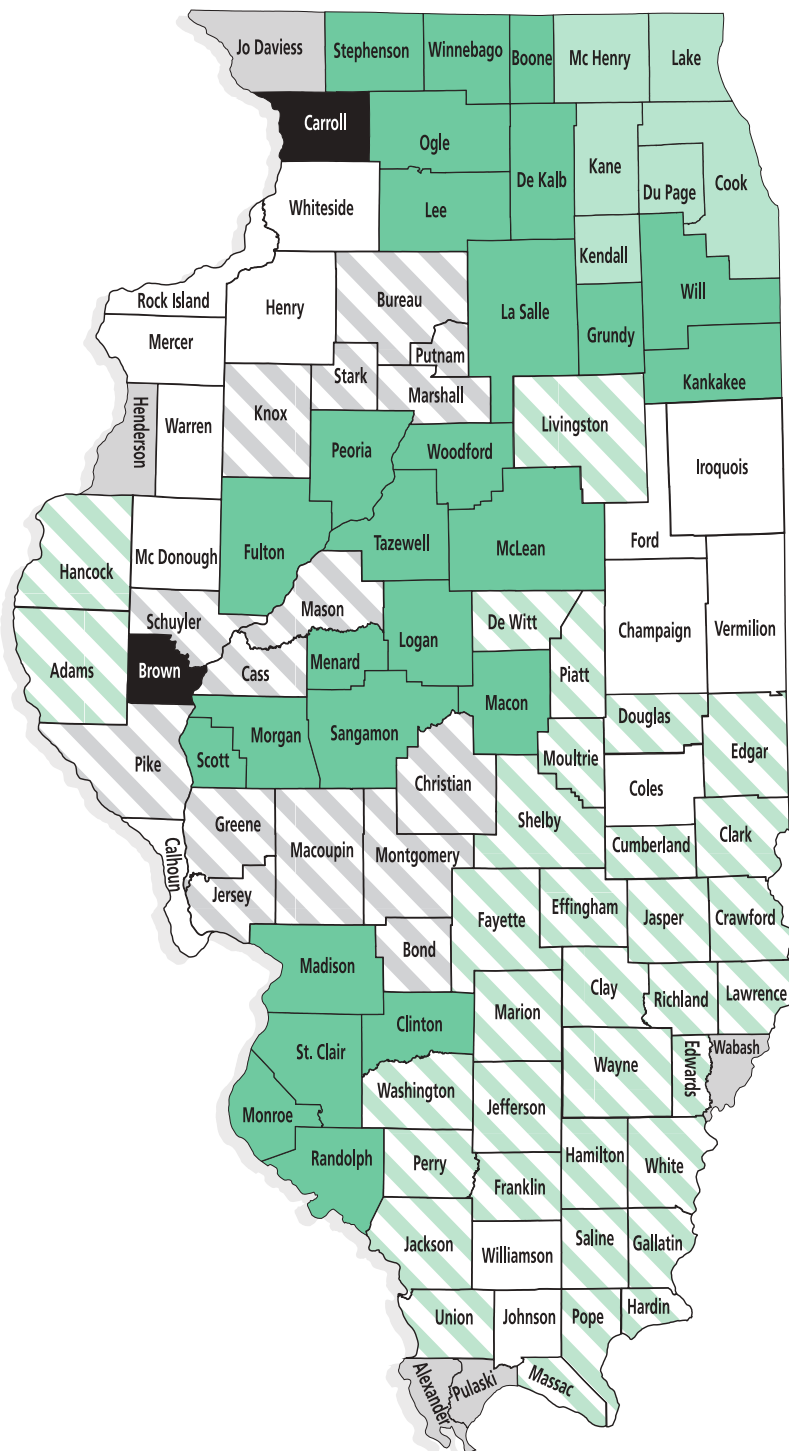 Jo Daviess
Stephenson
Winnebago
Boone
Mc Henry
Lake
Carroll
Ogle
De Kalb
Kane
Du Page
Cook
Whiteside
Lee
Kendall
Rock Island
Henry
Bureau
La Salle
Grundy
Will
Mercer
Putnam
Stark
Marshall
Kankakee
Henderson
Warren
Knox
Peoria
Woodford
Livingston
Iroquois
Hancock
Mc Donough
Fulton
Tazewell
McLean
Ford
Schuyler
Mason
Logan
De Witt
Champaign
Vermilion
Adams
Brown
Cass
Menard
Piatt
Macon
Douglas
Pike
Scott
Morgan
Sangamon
Christian
Moultrie
Edgar
Coles
Greene
Macoupin
Montgomery
Shelby
Cumberland
Clark
Calhoun
Jersey
Fayette
Effingham
Jasper
Crawford
Bond
Madison
Clinton
Marion
Clay
Richland
Lawrence
St. Clair
Washington
Jefferson
Wayne
Edwards
Wabash
Monroe
Randolph
Perry
Franklin
Hamilton
White
Jackson
Williamson
Saline
Gallatin
Union
Johnson
Pope
Hardin
Alexander
Pulaski
Massac